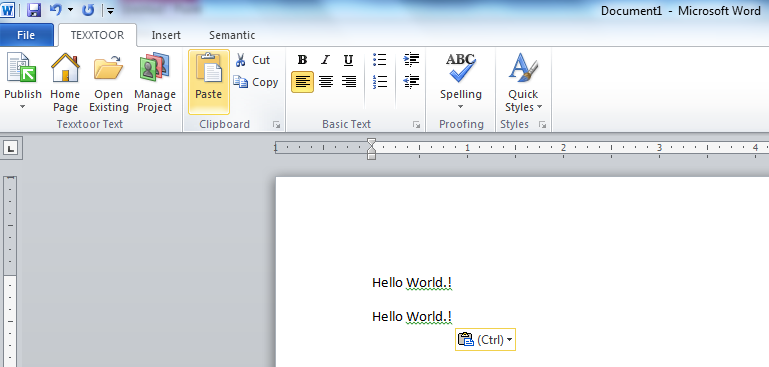 Document1 - Microsoft Word
File TEXXTOOR Insert Semantic
Publish Home Page Open Existing Manage Project Paste Cut Copy B I U ABC Spelling Quick Styles
Texxtoor Text Clipboard Basic Text Proofing Styles
1 1 2 3 4
Hello World.!
Hello World.!
(Ctrl)